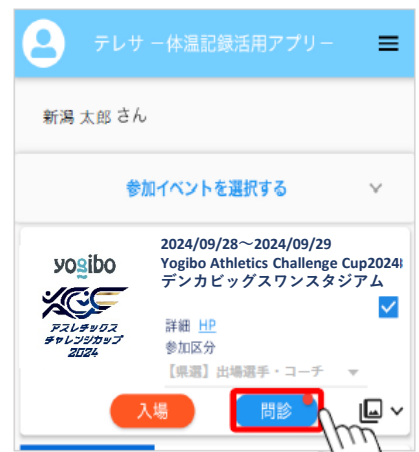 テレサ －体温記録活用アプリ－
新潟 太郎 さん
参加イベントを選択する
2024/09/28～2024/09/29
yogibo
Yogibo Athletics Challenge Cup2024
デンカビッグスワンスタジアム
アスレチックス
チャレンジカップ
2024
詳細 HP
参加区分
【県選】出場選手・コーチ
入場
問診